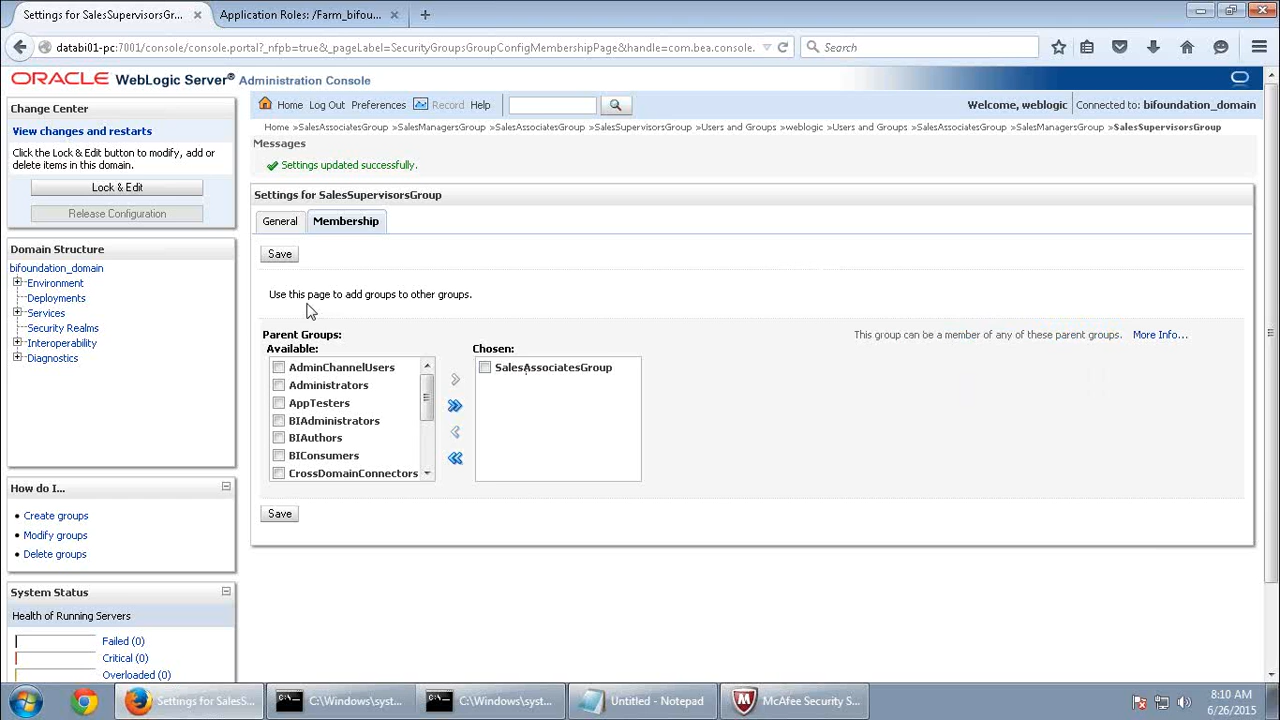 Settings for SalesSupervisorsGr...
Application Roles: /Farm_bifou...
databi01-pc:7001/console/console.portal?_nfpb=true&_pageLabel=SecurityGroupsGroupConfigMembershipPage&handle=com.bea.console.
Search
ORACLE WebLogic Server® Administration Console
Change Center
View changes and restarts
Click the Lock & Edit button to modify, add or
delete items in this domain.
Lock & Edit
Release Configuration
Domain Structure
bifoundation_domain
Environment
Deployments
Services
Security Realms
Interoperability
Diagnostics
How do I...
Create groups
Modify groups
Delete groups
System Status
Health of Running Servers
Failed (0)
Critical (0)
Overloaded (0)
Home Log Out Preferences Record Help
Welcome, weblogic Connected to: bifoundation_domain
Home »SalesAssociatesGroup »SalesManagersGroup »SalesAssociatesGroup »SalesSupervisorsGroup »Users and Groups »weblogic »Users and Groups »SalesAssociatesGroup »SalesManagersGroup »SalesSupervisorsGroup
Messages
Settings updated successfully.
Settings for SalesSupervisorsGroup
General Membership
Save
Use this page to add groups to other groups.
Parent Groups:
This group can be a member of any of these parent groups. More Info...
Available:
AdminChannelUsers
Administrators
AppTesters
BIAdministrators
BIAuthors
BIConsumers
CrossDomainConnectors
Chosen:
SalesAssociatesGroup
Save
Settings for SalesS...
C:\Windows\syst...
C:\Windows\syst...
Untitled - Notepad
McAfee Security S...
8:10 AM
6/26/2015